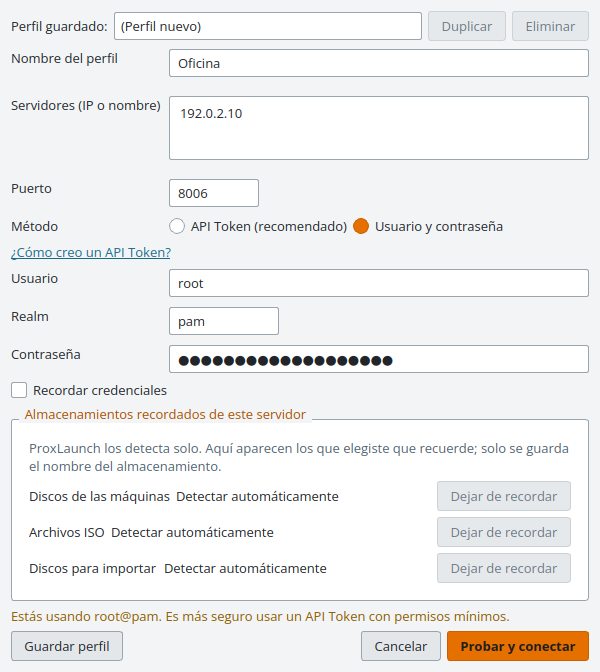 Perfil guardado: (Perfil nuevo) Duplicar Eliminar
Nombre del perfil Oficina
Servidores (IP o nombre) 192.0.2.10
Puerto 8006
Método API Token (recomendado) Usuario y contraseña
¿Cómo creo un API Token?
Usuario root
Realm pam
Contraseña ●●●●●●●●●●●●●●●●●●●
Recordar credenciales
Almacenamientos recordados de este servidor
ProxLaunch los detecta solo. Aquí aparecen los que elegiste que recuerde; solo se guarda
el nombre del almacenamiento.
Discos de las máquinas Detectar automáticamente Dejar de recordar
Archivos ISO Detectar automáticamente Dejar de recordar
Discos para importar Detectar automáticamente Dejar de recordar
Estás usando root@pam. Es más seguro usar un API Token con permisos mínimos.
Guardar perfil Cancelar Probar y conectar